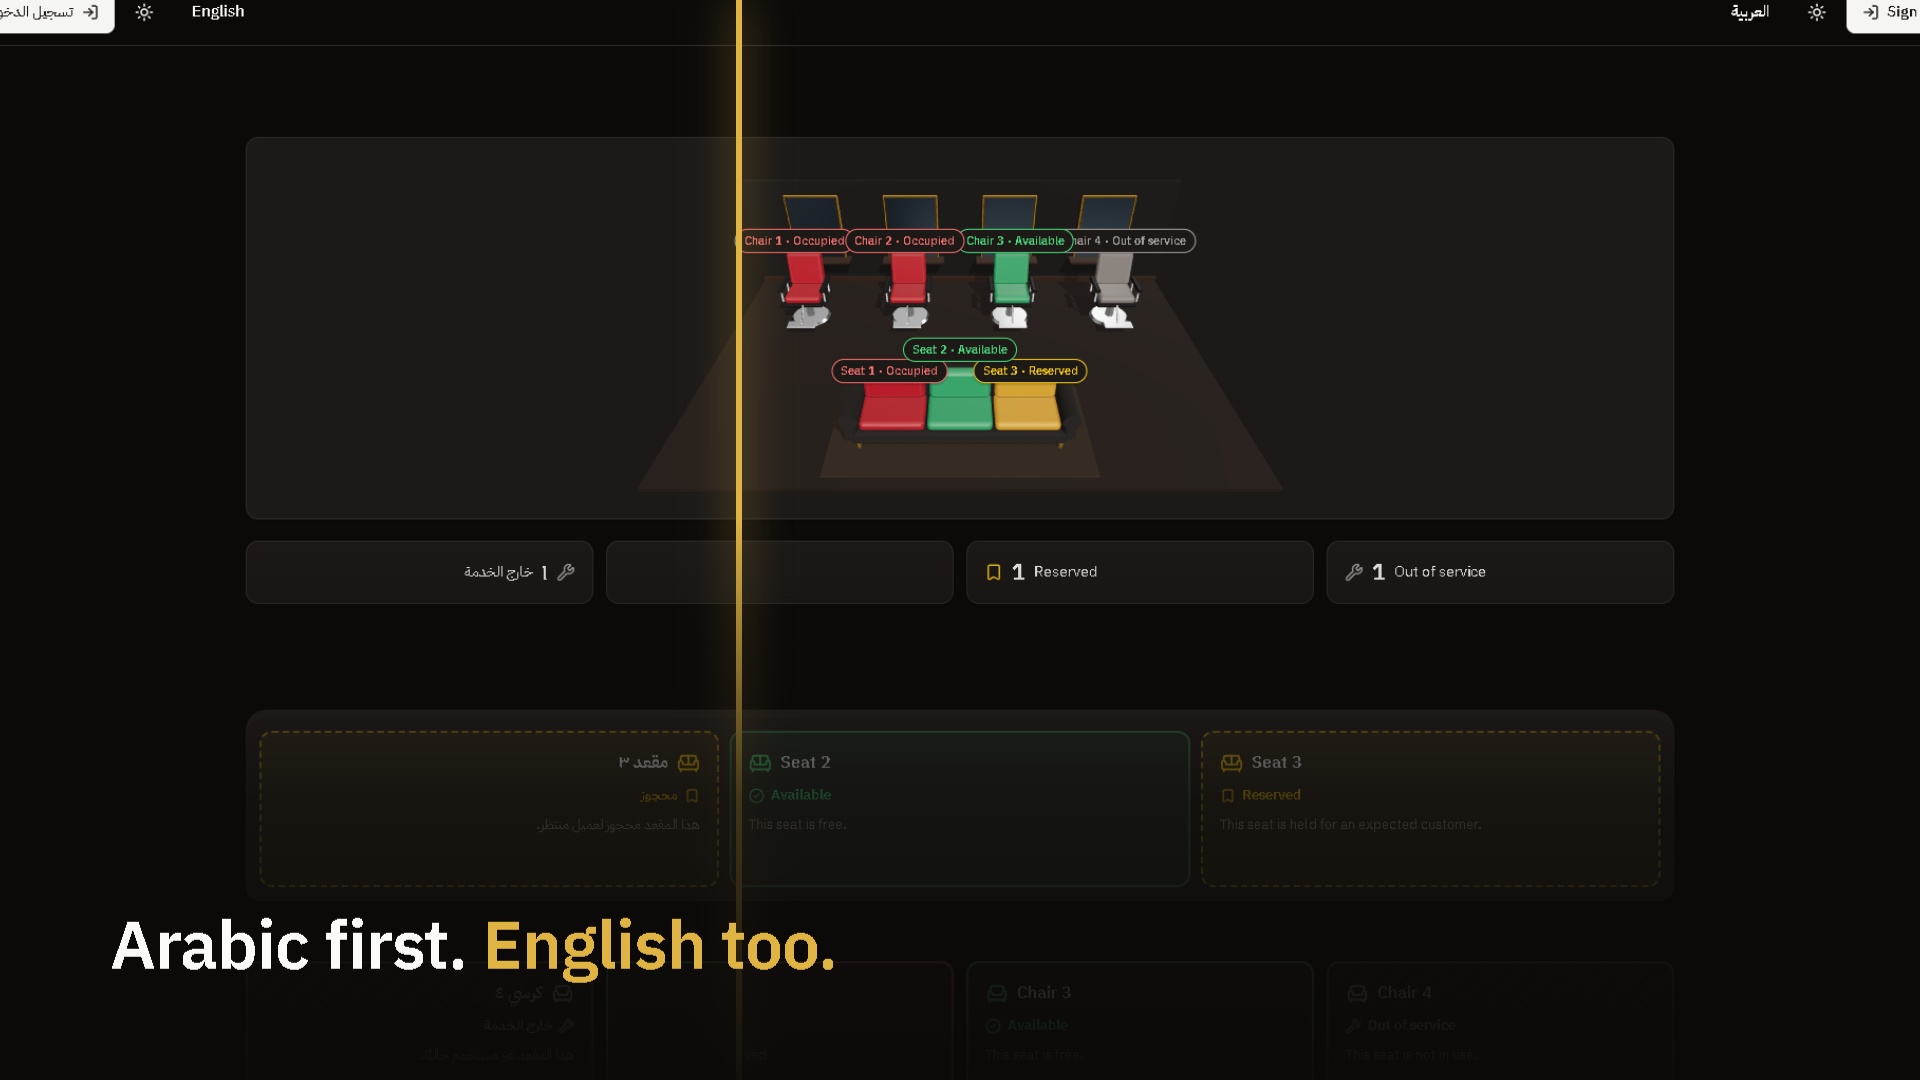 تسجيل الدخو
English
العربية
Sign
Chair 1 • Occupied
Chair 2 • Occupied
Chair 3 • Available
air 4 • Out of service
Seat 2 • Available
Seat 1 • Occupied
Seat 3 • Reserved
١ خارج الخدمة
1 Reserved
1 Out of service
مقعد ٣
محجوز
هذا المقعد محجوز لعميل منتظر.
Seat 2
Available
This seat is free.
Seat 3
Reserved
This seat is held for an expected customer.
Arabic first. English too.
كرسي ٤
خارج الخدمة
Chair 3
Available
This seat is free.
Chair 4
Out of service
This seat is not in use.